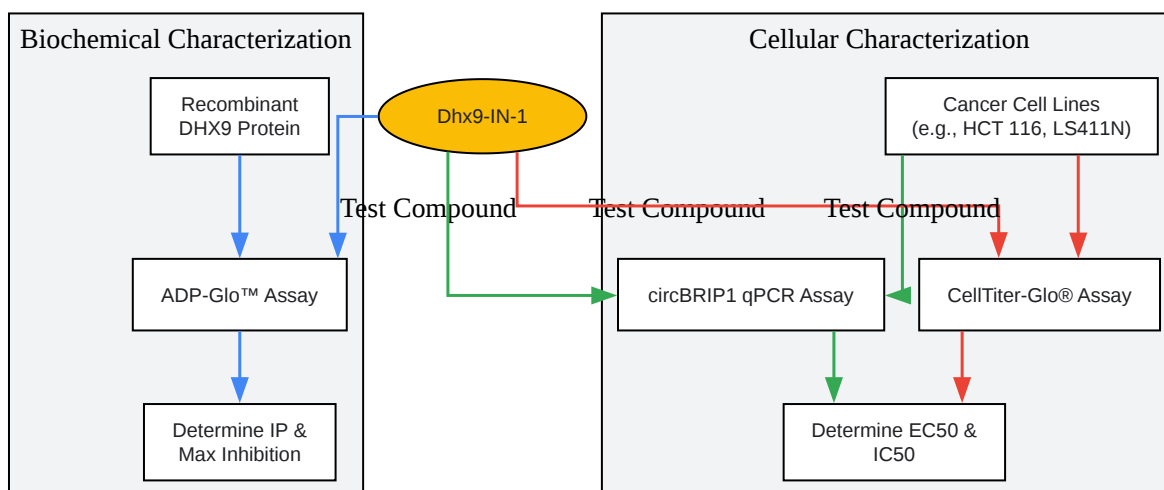 Biochemical Characterization
Cellular Characterization
Recombinant
DHX9 Protein
Dhx9-IN-1
Cancer Cell Lines
(e.g., HCT 116, LS411N)
Test Compound
Test Compound
Test Compound
ADP-Glo™ Assay
circBRIP1 qPCR Assay
CellTiter-Glo® Assay
Determine IP &
Max Inhibition
Determine EC50 &
IC50